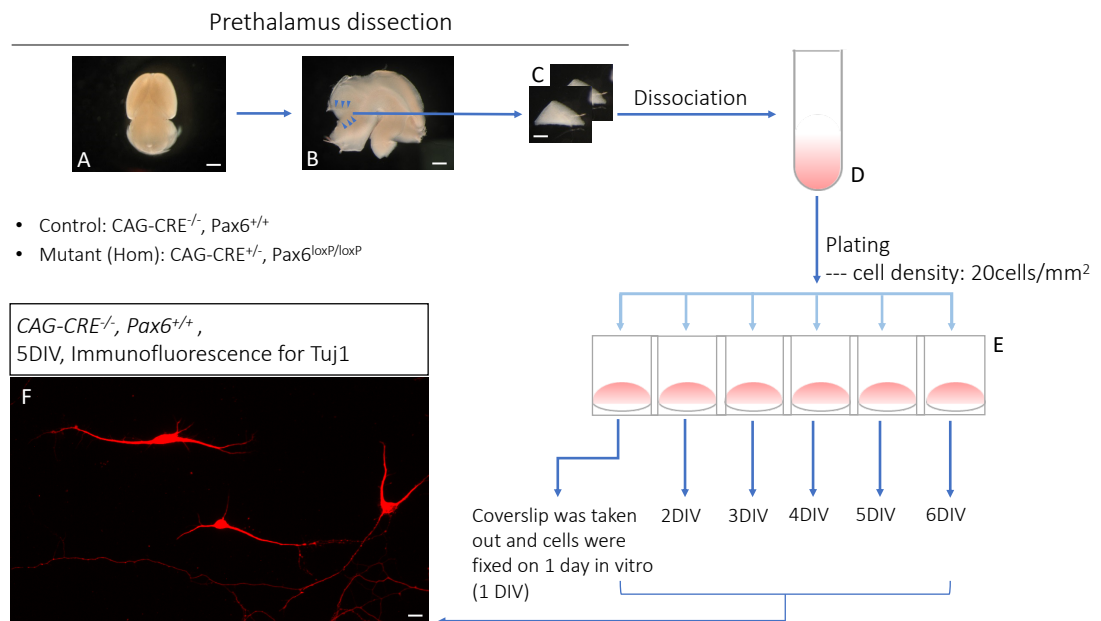 Prethalamus dissection
A
B
C
Dissociation
D
• Control: CAG-CRE-/-, Pax6+/+
• Mutant (Hom): CAG-CRE+/-, Pax6loxP/loxP
Plating
--- cell density: 20cells/mm2
E
CAG-CRE-/-, Pax6+/+ ,
5DIV, Immunofluorescence for Tuj1
F
Coverslip was taken
out and cells were
fixed on 1 day in vitro
(1 DIV)
2DIV
3DIV
4DIV
5DIV
6DIV